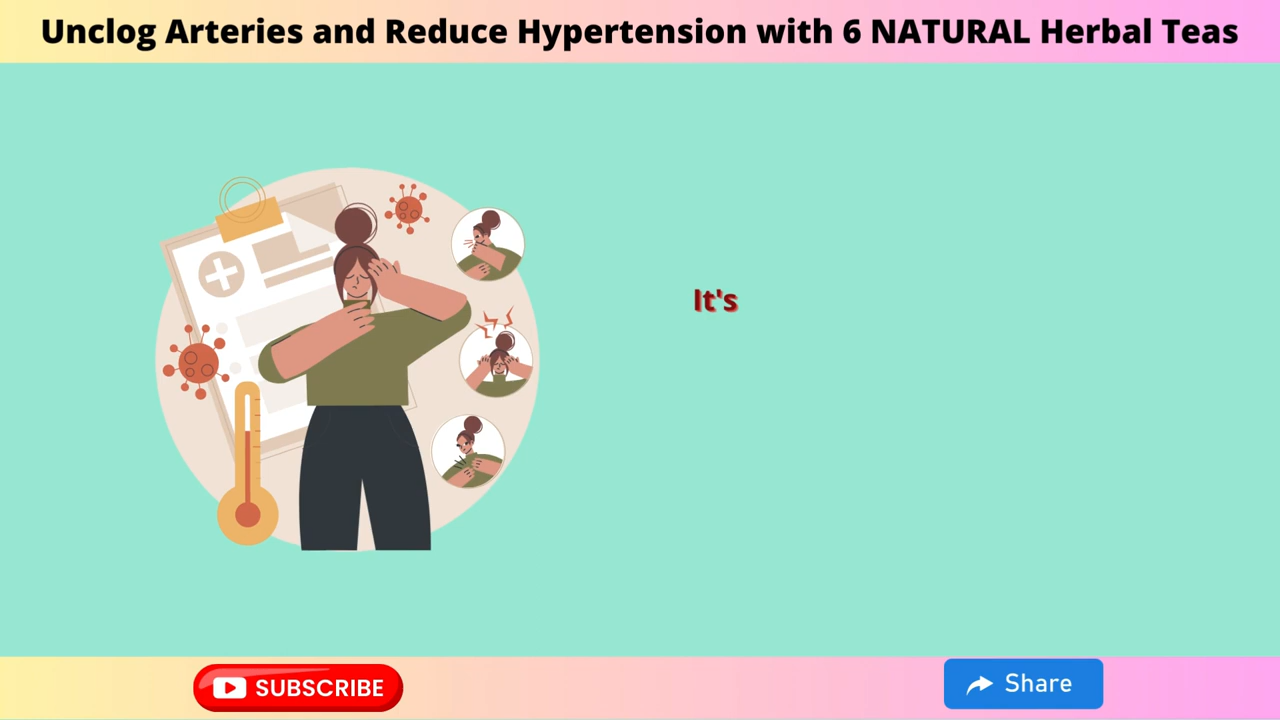 Unclog Arteries and Reduce Hypertension with 6 NATURAL Herbal Teas
It's
SUBSCRIBE
Share